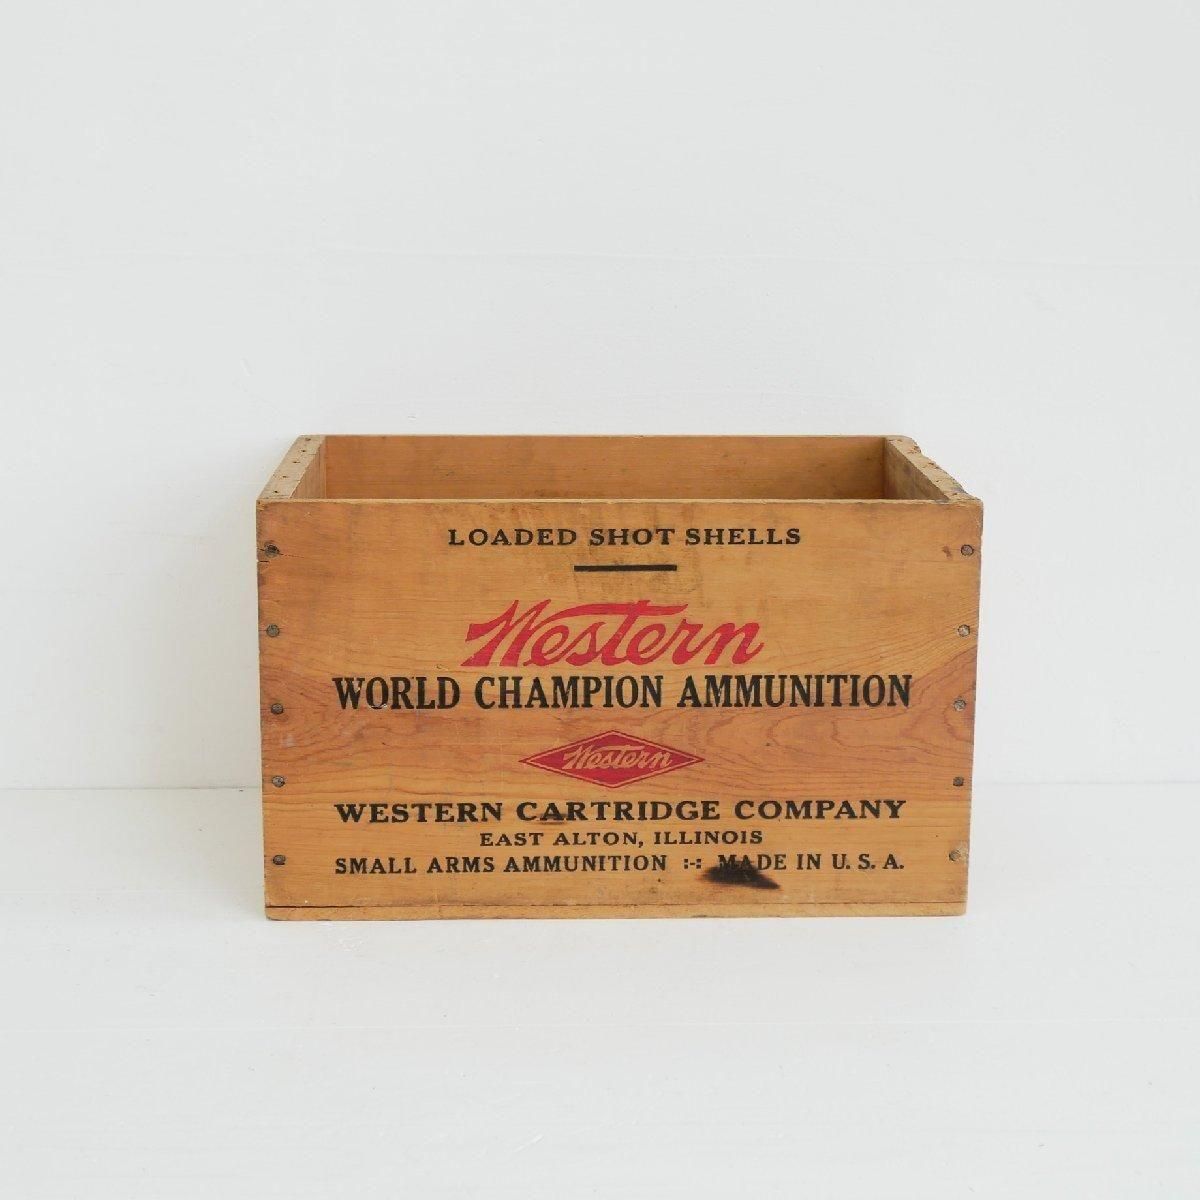 LOADED SHOT SHELLS
Western
WORLD CHAMPION AMMUNITION
Western
WESTERN CARTRIDGE COMPANY
EAST ALTON, ILLINOIS
SMALL ARMS AMMUNITION :-: MADE IN U. S. A.